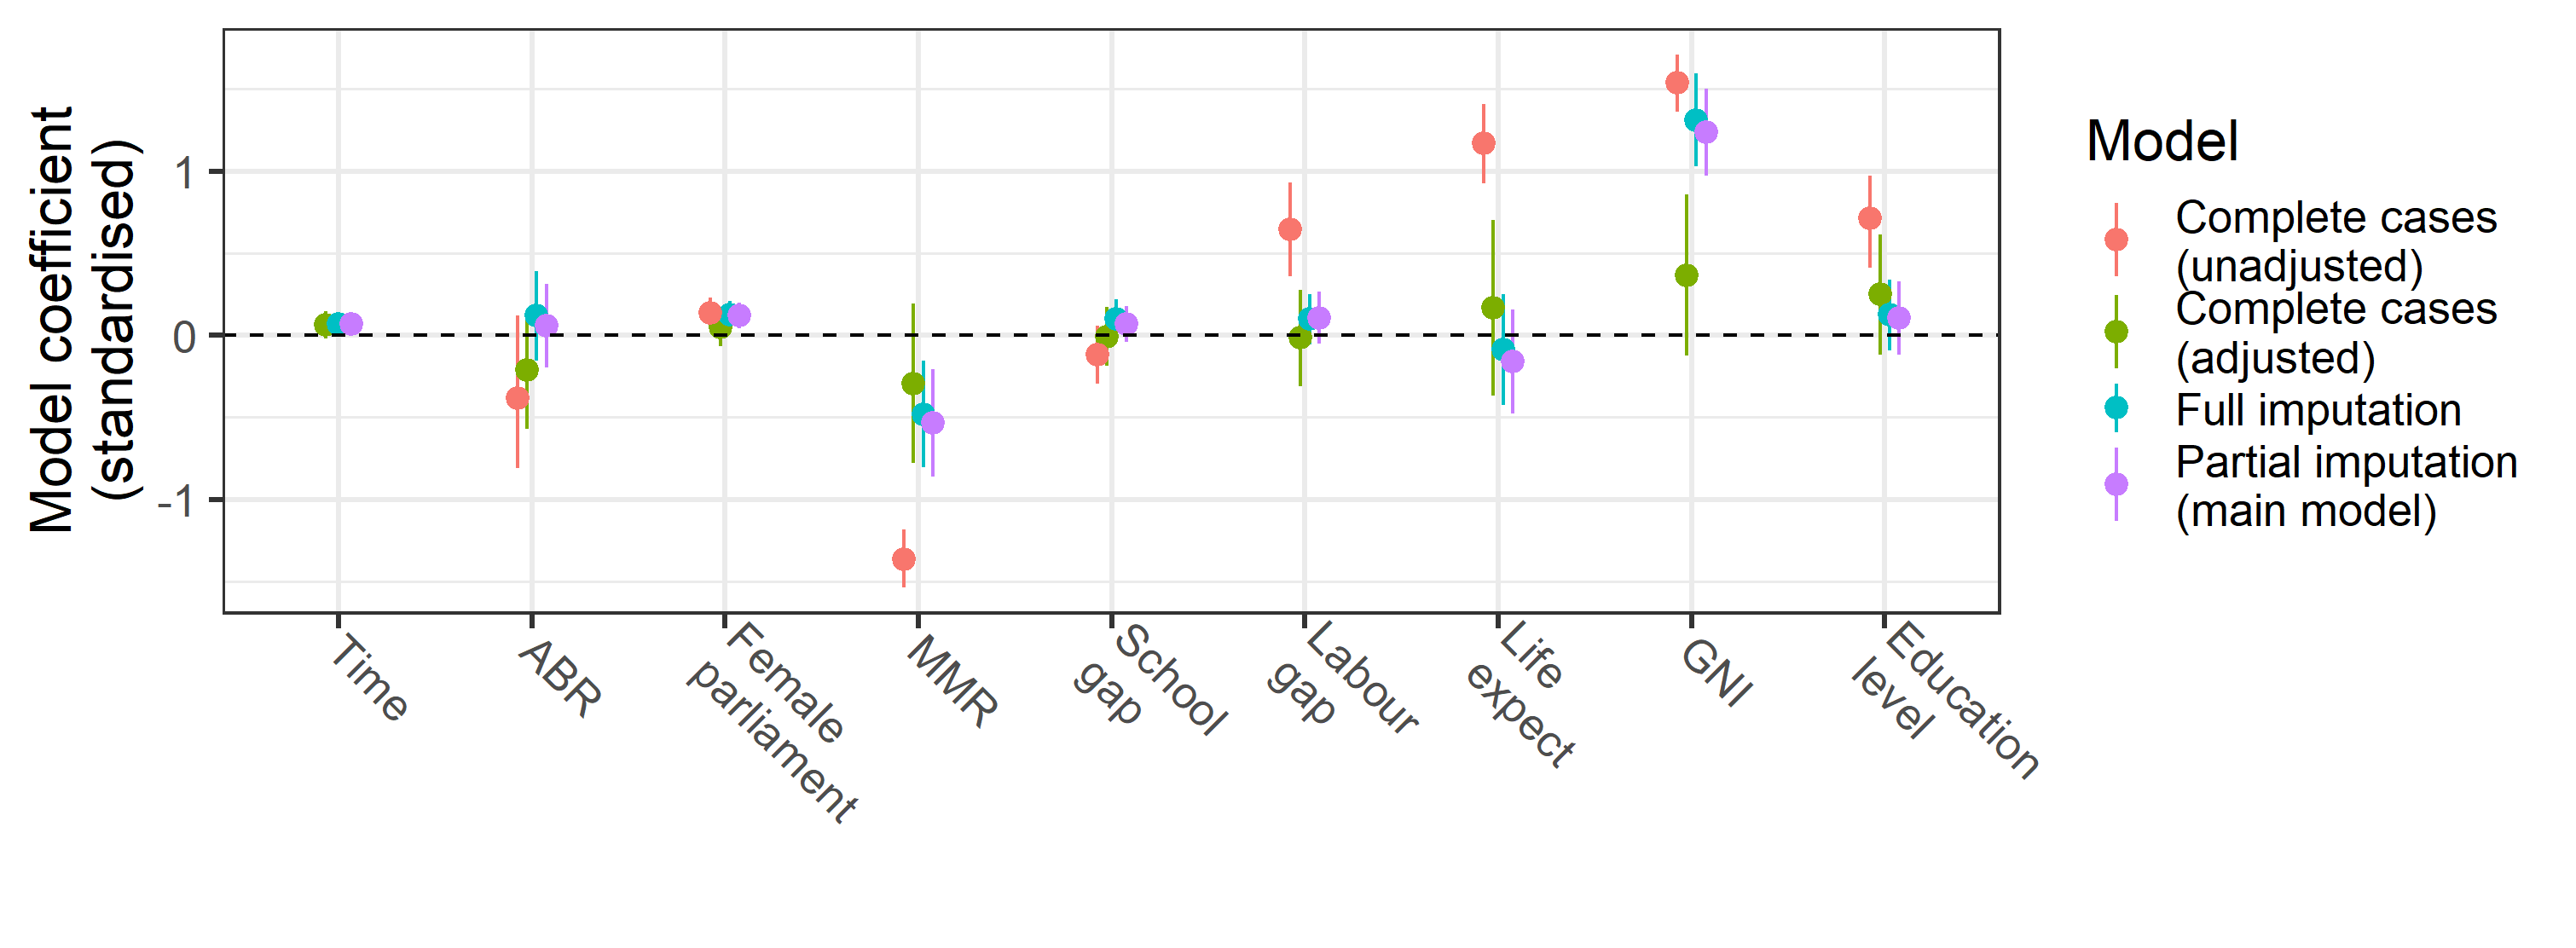 Model coefficient
(standardised)
1
0
-1
Time
ABR
Female
parliament
MMR
School
gap
Labour
gap
Life
expect
GNI
Education
level
Model
Complete cases
(unadjusted)
Complete cases
(adjusted)
Full imputation
Partial imputation
(main model)